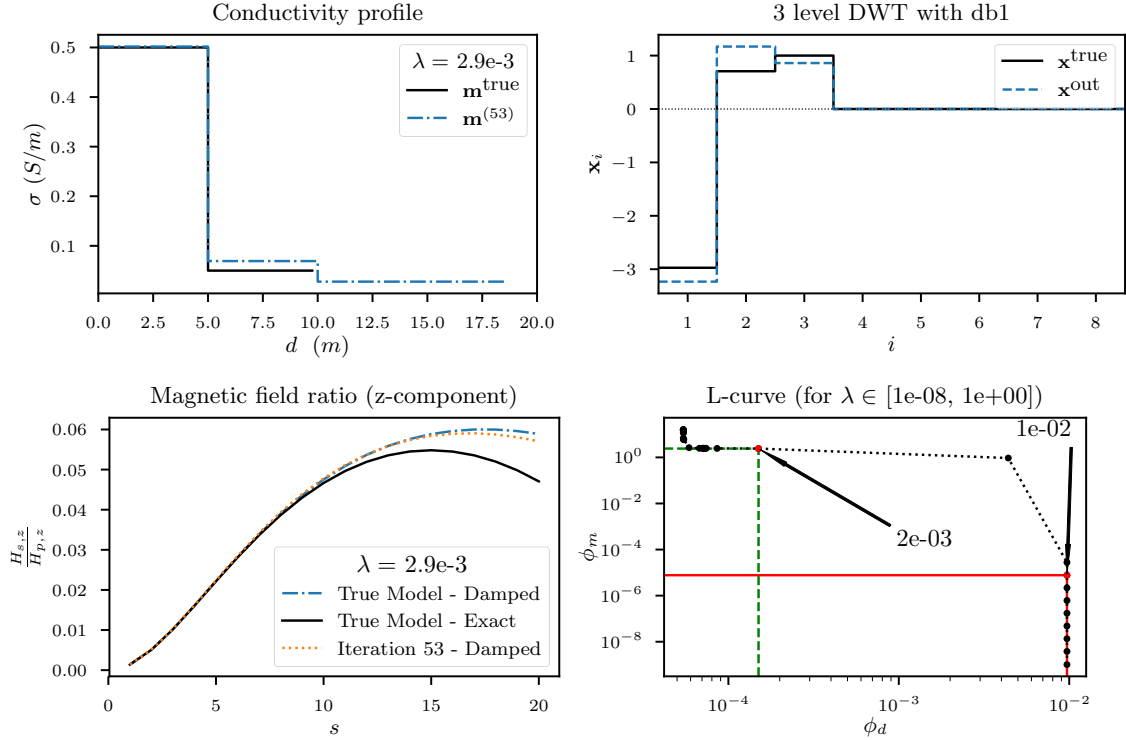 Conductivity profile
0.5
0.4
0.3
0.2
0.1
σ (S/m)
λ = 2.9e-3
m^true
m^(53)
0.0 2.5 5.0 7.5 10.0 12.5 15.0 17.5 20.0
d (m)
3 level DWT with db1
1
0
−1
−2
−3
x_i
x^true
x^out
1 2 3 4 5 6 7 8
i
Magnetic field ratio (z-component)
0.06
0.05
0.04
0.03
0.02
0.01
0.00
H_{s,z}
H_{p,z}
λ = 2.9e-3
True Model - Damped
True Model - Exact
Iteration 53 - Damped
0 5 10 15 20
s
L-curve (for λ ∈ [1e-08, 1e+00])
1e-02
2e-03
10^0
10^−2
10^−4
10^−6
10^−8
ϕ_m
10^−4 10^−3 10^−2
ϕ_d